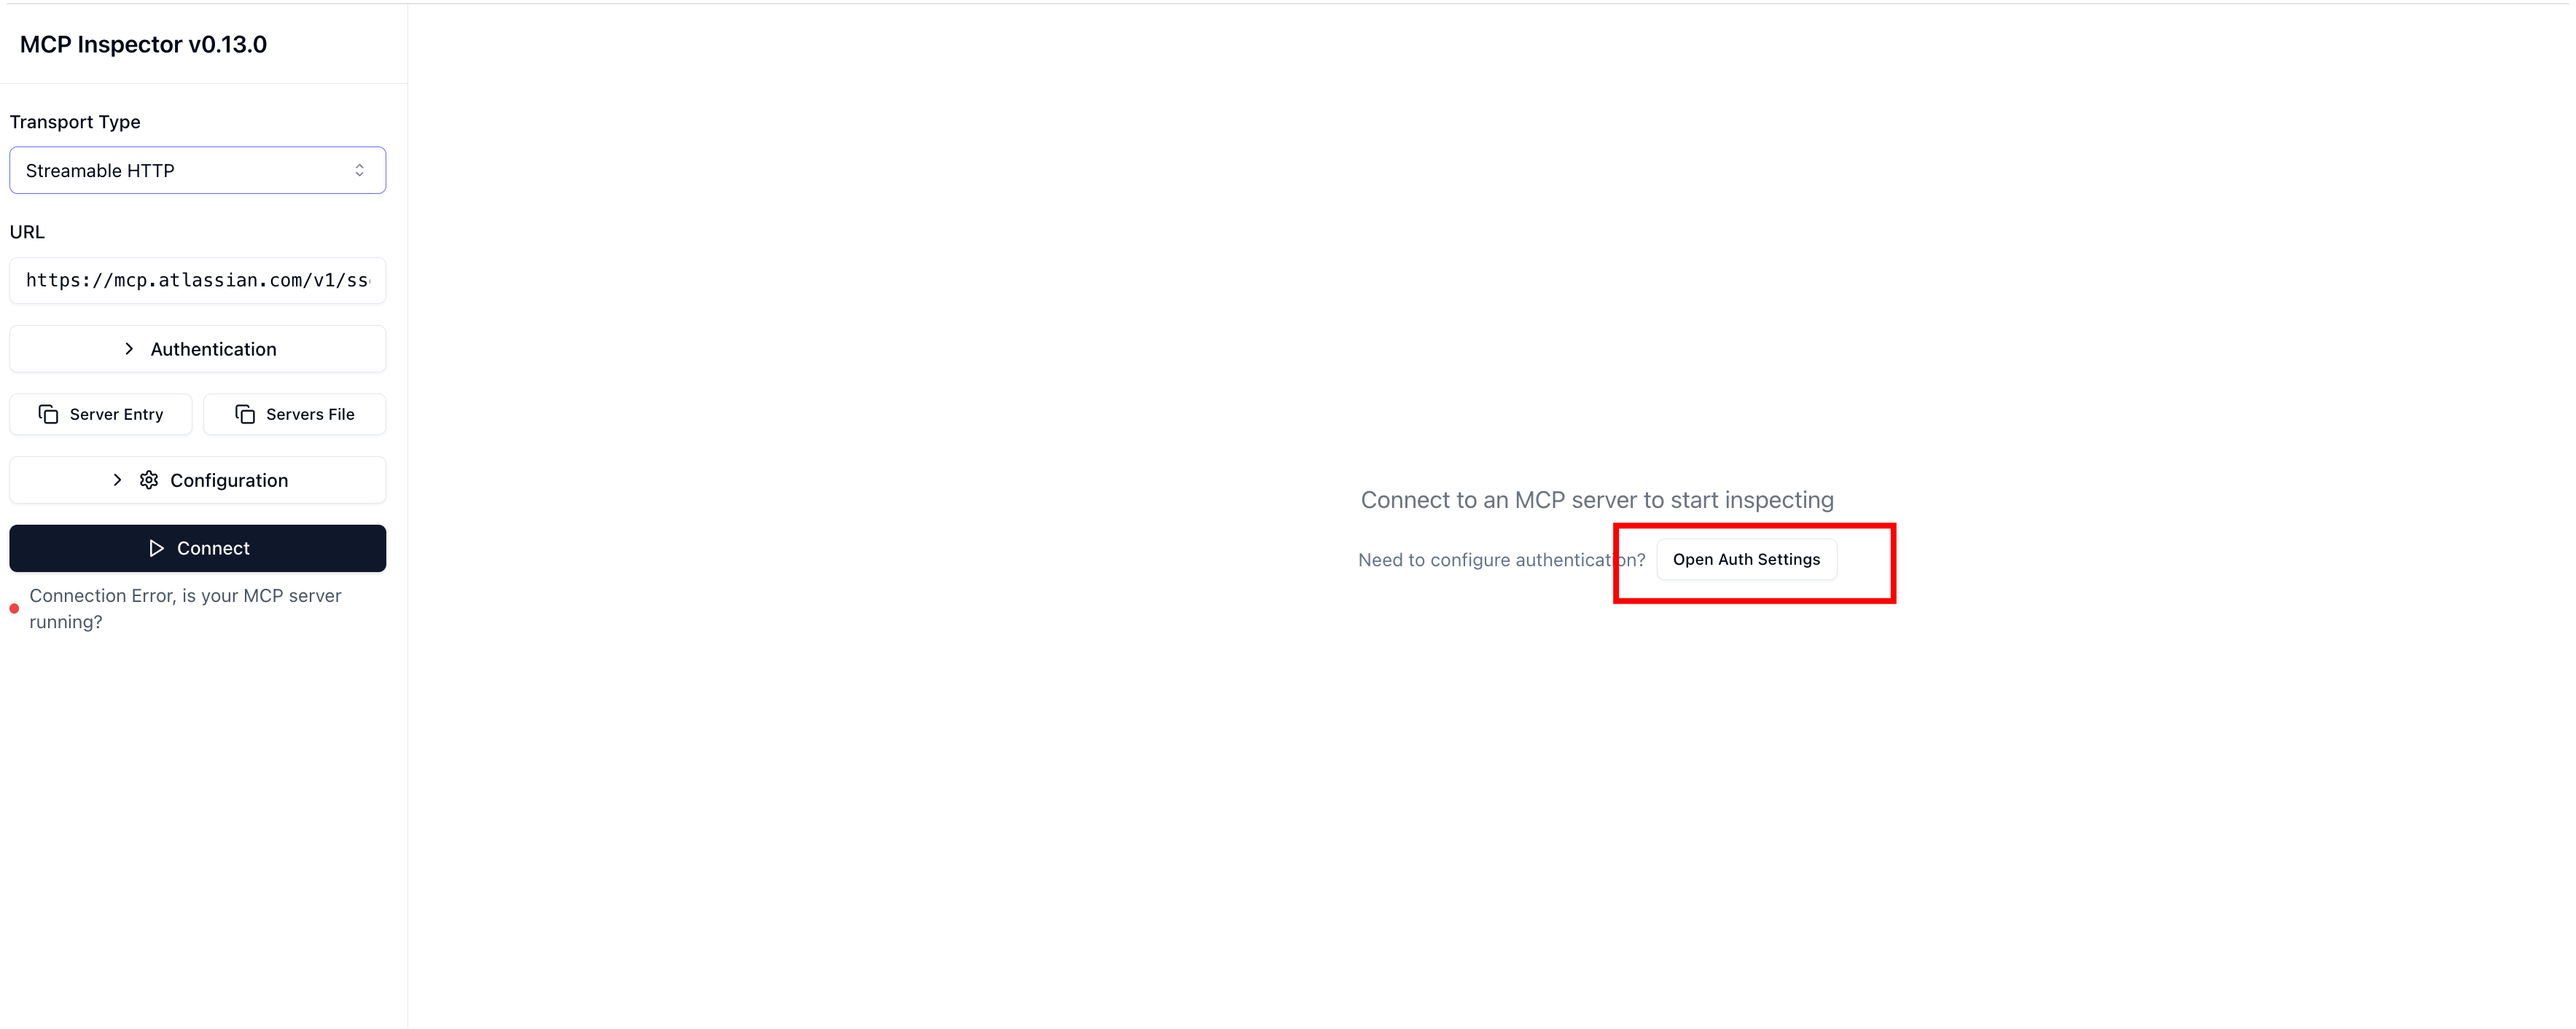 MCP Inspector v0.13.0
Transport Type
Streamable HTTP
URL
https://mcp.atlassian.com/v1/ss
Authentication
Server Entry
Servers File
Configuration
Connect
Connection Error, is your MCP server
running?
Connect to an MCP server to start inspecting
Need to configure authentication? Open Auth Settings